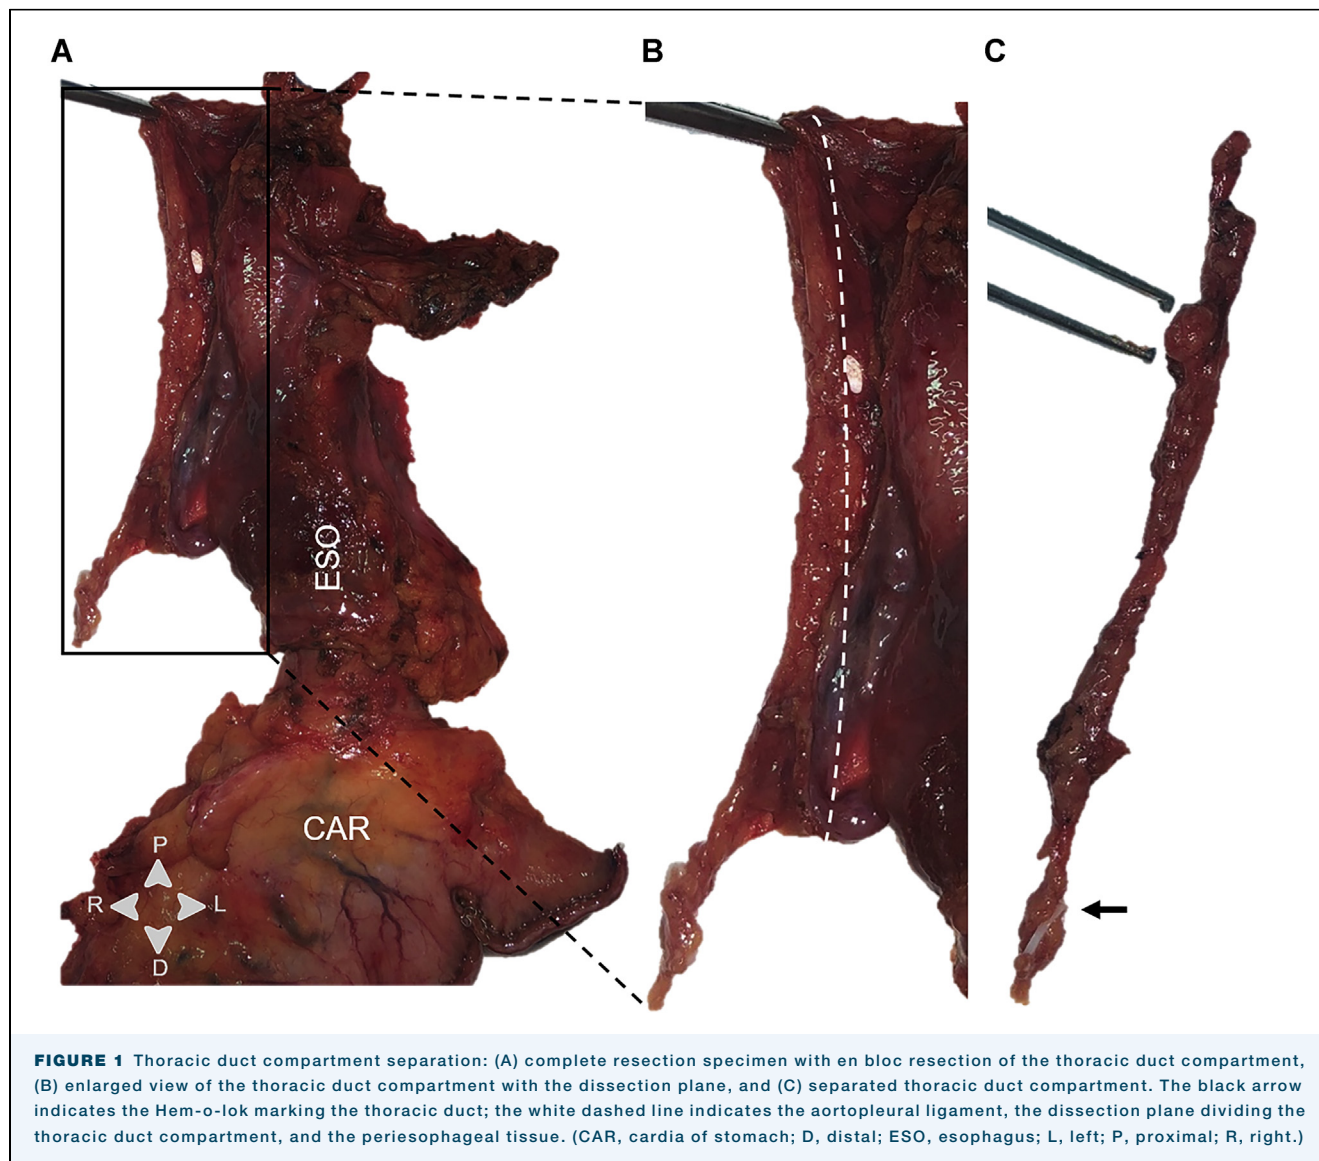 A
B
C
ESO
CAR
P
R
L
D
FIGURE 1 Thoracic duct compartment separation: (A) complete resection specimen with en bloc resection of the thoracic duct compartment,
(B) enlarged view of the thoracic duct compartment with the dissection plane, and (C) separated thoracic duct compartment. The black arrow
indicates the Hem-o-lok marking the thoracic duct; the white dashed line indicates the aortopleural ligament, the dissection plane dividing the
thoracic duct compartment, and the periesophageal tissue. (CAR, cardia of stomach; D, distal; ESO, esophagus; L, left; P, proximal; R, right.)